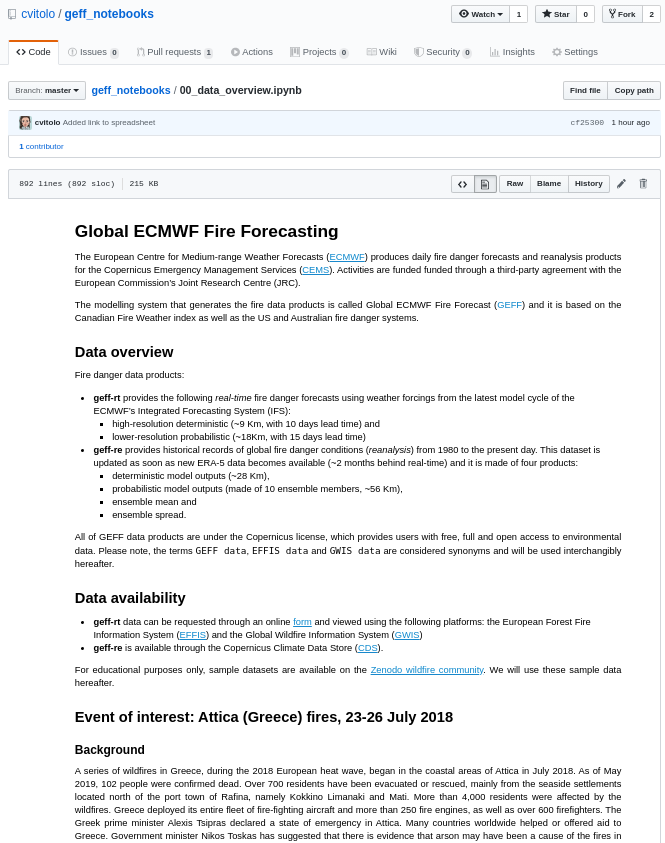 cvitolo / geff_notebooks
Watch 1 Star 0 Fork 2
Code Issues 0 Pull requests 1 Actions Projects 0 Wiki Security 0 Insights Settings
Branch: master geff_notebooks / 00_data_overview.ipynb Find file Copy path
cvitolo Added link to spreadsheet cf25300 1 hour ago
1 contributor
892 lines (892 sloc) 215 KB Raw Blame History
Global ECMWF Fire Forecasting
The European Centre for Medium-range Weather Forecasts (ECMWF) produces daily fire danger forecasts and reanalysis products
for the Copernicus Emergency Management Services (CEMS). Activities are funded funded through a third-party agreement with the
European Commission's Joint Research Centre (JRC).
The modelling system that generates the fire data products is called Global ECMWF Fire Forecast (GEFF) and it is based on the
Canadian Fire Weather index as well as the US and Australian fire danger systems.
Data overview
Fire danger data products:
• geff-rt provides the following real-time fire danger forecasts using weather forcings from the latest model cycle of the
ECMWF's Integrated Forecasting System (IFS):
▪ high-resolution deterministic (~9 Km, with 10 days lead time) and
▪ lower-resolution probabilistic (~18Km, with 15 days lead time)
• geff-re provides historical records of global fire danger conditions (reanalysis) from 1980 to the present day. This dataset is
updated as soon as new ERA-5 data becomes available (~2 months behind real-time) and it is made of four products:
▪ deterministic model outputs (~28 Km),
▪ probabilistic model outputs (made of 10 ensemble members, ~56 Km),
▪ ensemble mean and
▪ ensemble spread.
All of GEFF data products are under the Copernicus license, which provides users with free, full and open access to environmental
data. Please note, the terms GEFF data, EFFIS data and GWIS data are considered synonyms and will be used interchangibly
hereafter.
Data availability
• geff-rt data can be requested through an online form and viewed using the following platforms: the European Forest Fire
Information System (EFFIS) and the Global Wildfire Information System (GWIS)
• geff-re is available through the Copernicus Climate Data Store (CDS).
For educational purposes only, sample datasets are available on the Zenodo wildfire community. We will use these sample data
hereafter.
Event of interest: Attica (Greece) fires, 23-26 July 2018
Background
A series of wildfires in Greece, during the 2018 European heat wave, began in the coastal areas of Attica in July 2018. As of May
2019, 102 people were confirmed dead. Over 700 residents have been evacuated or rescued, mainly from the seaside settlements
located north of the port town of Rafina, namely Kokkino Limanaki and Mati. More than 4,000 residents were affected by the
wildfires. Greece deployed its entire fleet of fire-fighting aircraft and more than 250 fire engines, as well as over 600 firefighters. The
Greek prime minister Alexis Tsipras declared a state of emergency in Attica. Many countries worldwide helped or offered aid to
Greece. Government minister Nikos Toskas has suggested that there is evidence that arson may have been a cause of the fires in